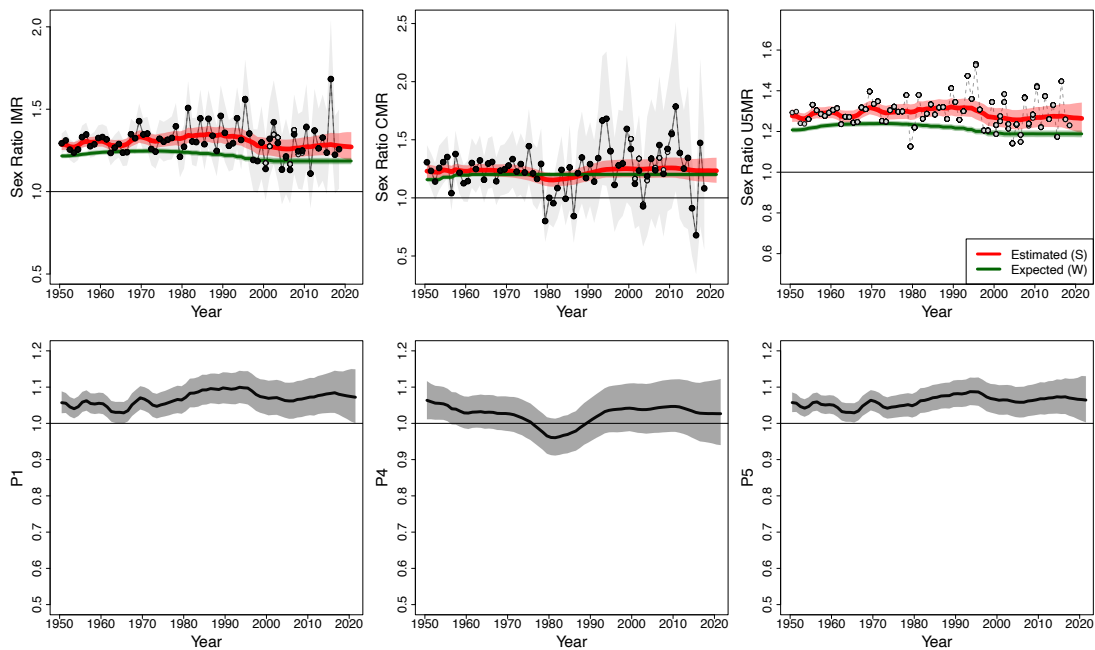 Sex Ratio IMR
0.5 1.0 1.5 2.0
1950 1960 1970 1980 1990 2000 2010 2020
Year
Sex Ratio CMR
0.5 1.0 1.5 2.0 2.5
1950 1960 1970 1980 1990 2000 2010 2020
Year
Sex Ratio U5MR
0.6 0.8 1.0 1.2 1.4 1.6
Estimated (S)
Expected (W)
1950 1960 1970 1980 1990 2000 2010 2020
Year
P1
0.5 0.6 0.7 0.8 0.9 1.0 1.1 1.2
1950 1960 1970 1980 1990 2000 2010 2020
Year
P4
0.5 0.6 0.7 0.8 0.9 1.0 1.1 1.2
1950 1960 1970 1980 1990 2000 2010 2020
Year
P5
0.5 0.6 0.7 0.8 0.9 1.0 1.1 1.2
1950 1960 1970 1980 1990 2000 2010 2020
Year